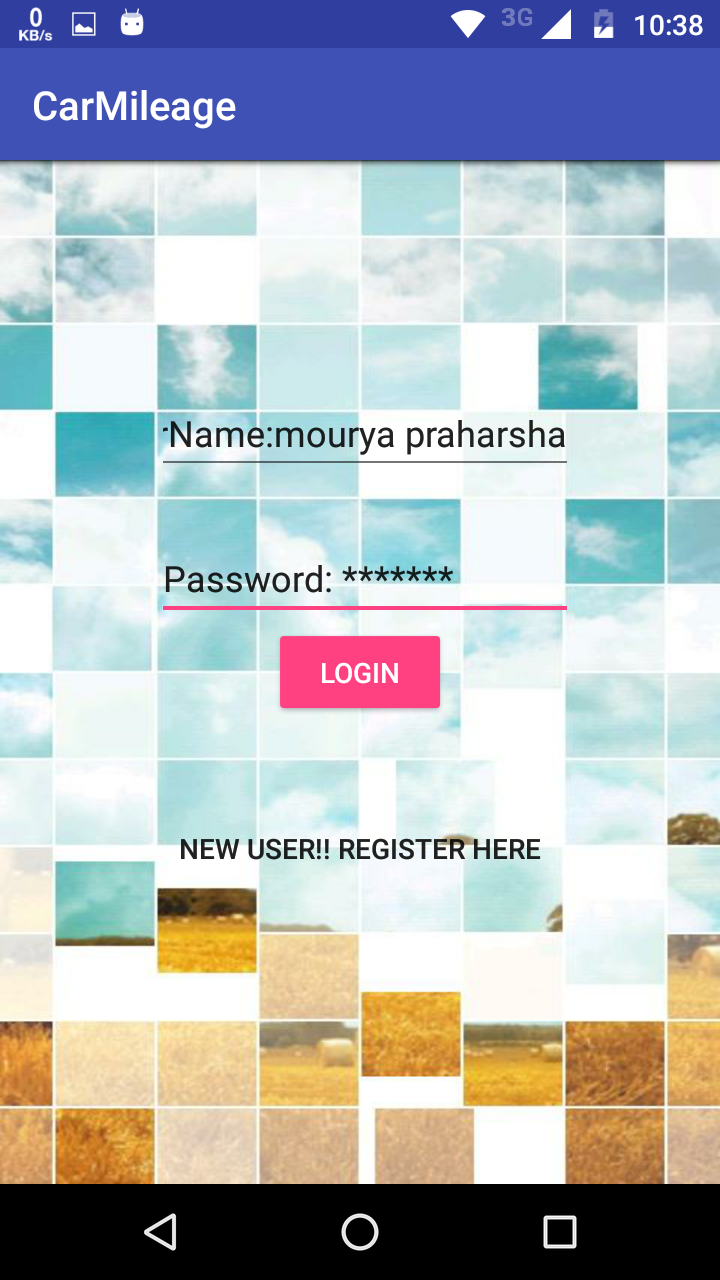 0
KB/s
3G
10:38
CarMileage
Name:mourya praharsha
Password: *******
LOGIN
NEW USER!! REGISTER HERE